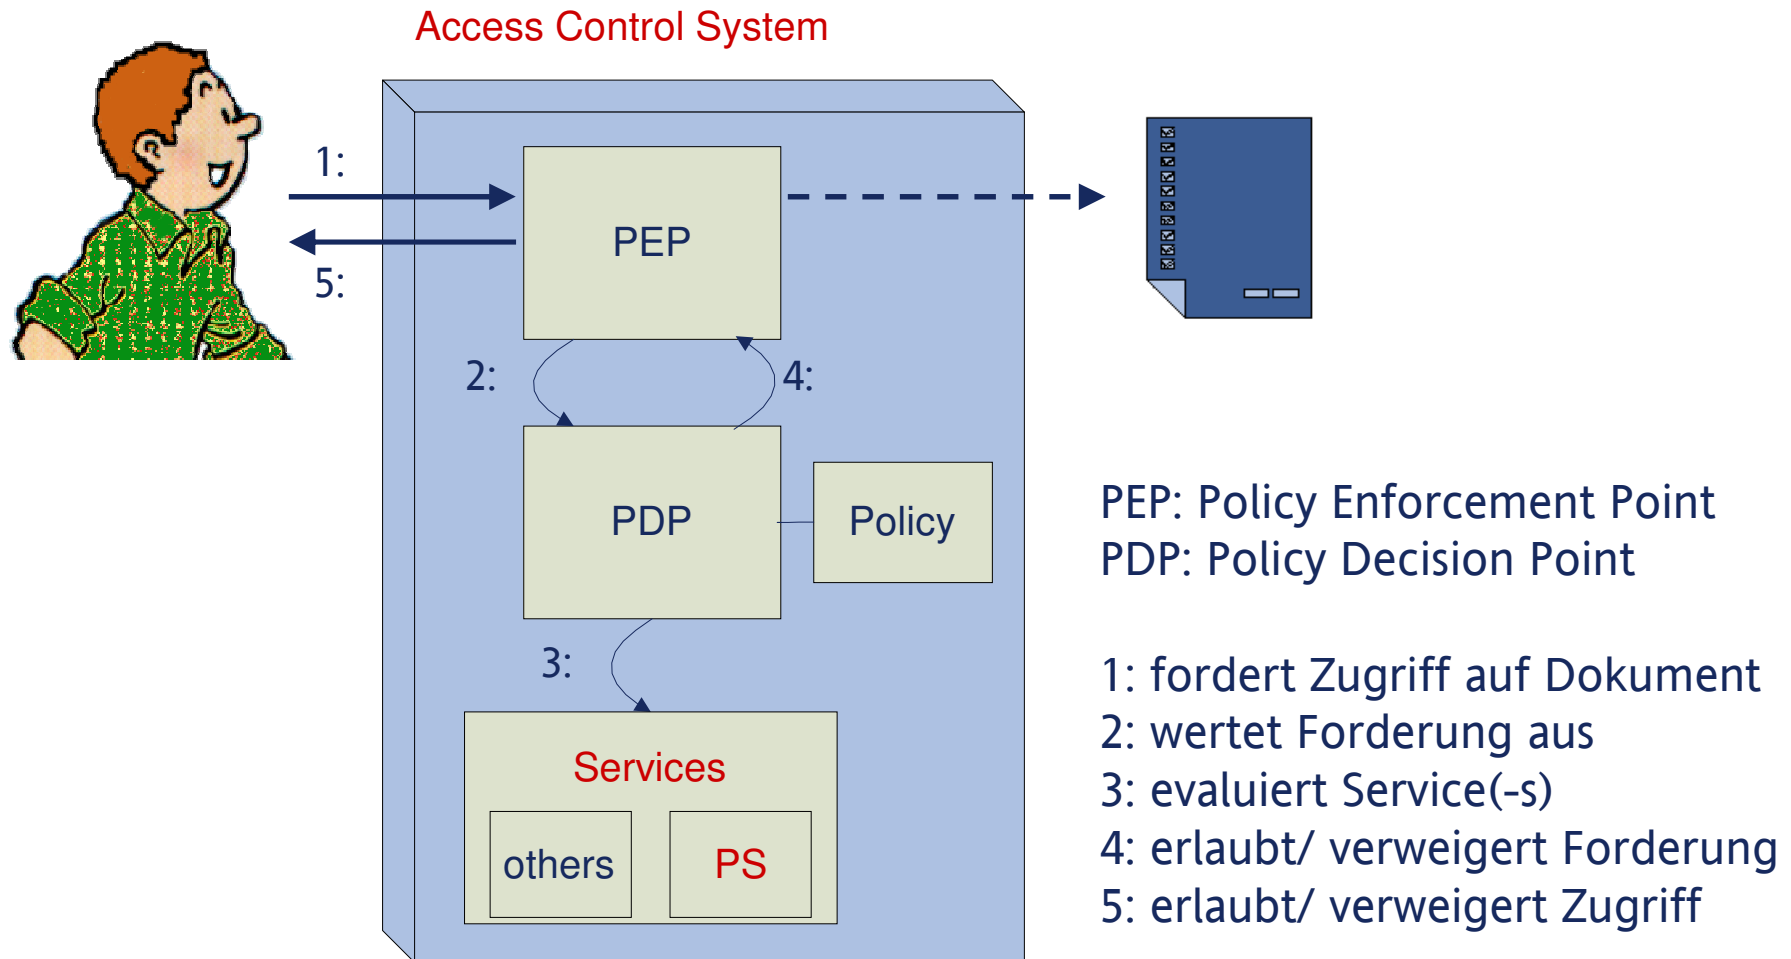 Access Control System
1:
PEP
5:
2:
4:
PDP
Policy
3:
Services
others
PS
PEP: Policy Enforcement Point
PDP: Policy Decision Point
1: fordert Zugriff auf Dokument
2: wertet Forderung aus
3: evaluiert Service(-s)
4: erlaubt/ verweigert Forderung
5: erlaubt/ verweigert Zugriff